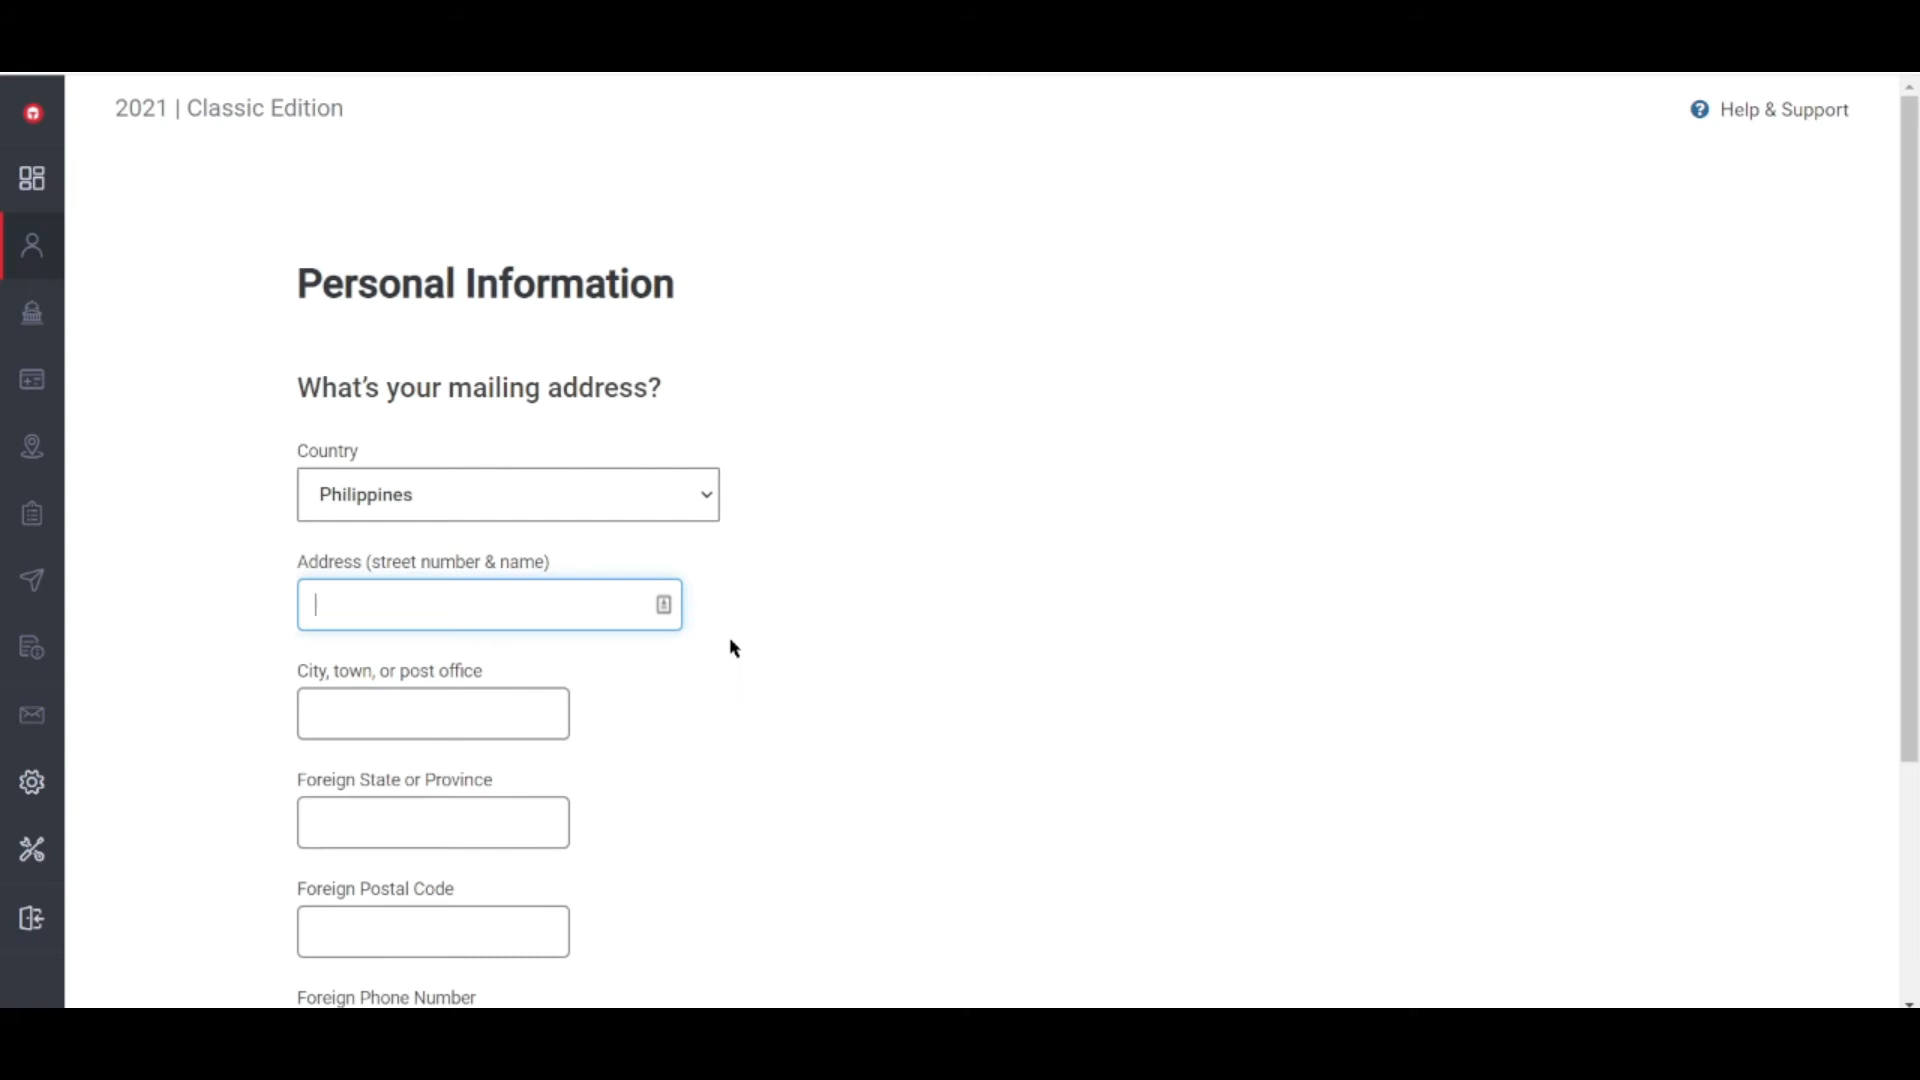 2021 | Classic Edition
Help & Support
Personal Information
What's your mailing address?
Country
Philippines
Address (street number & name)
City, town, or post office
Foreign State or Province
Foreign Postal Code
Foreign Phone Number